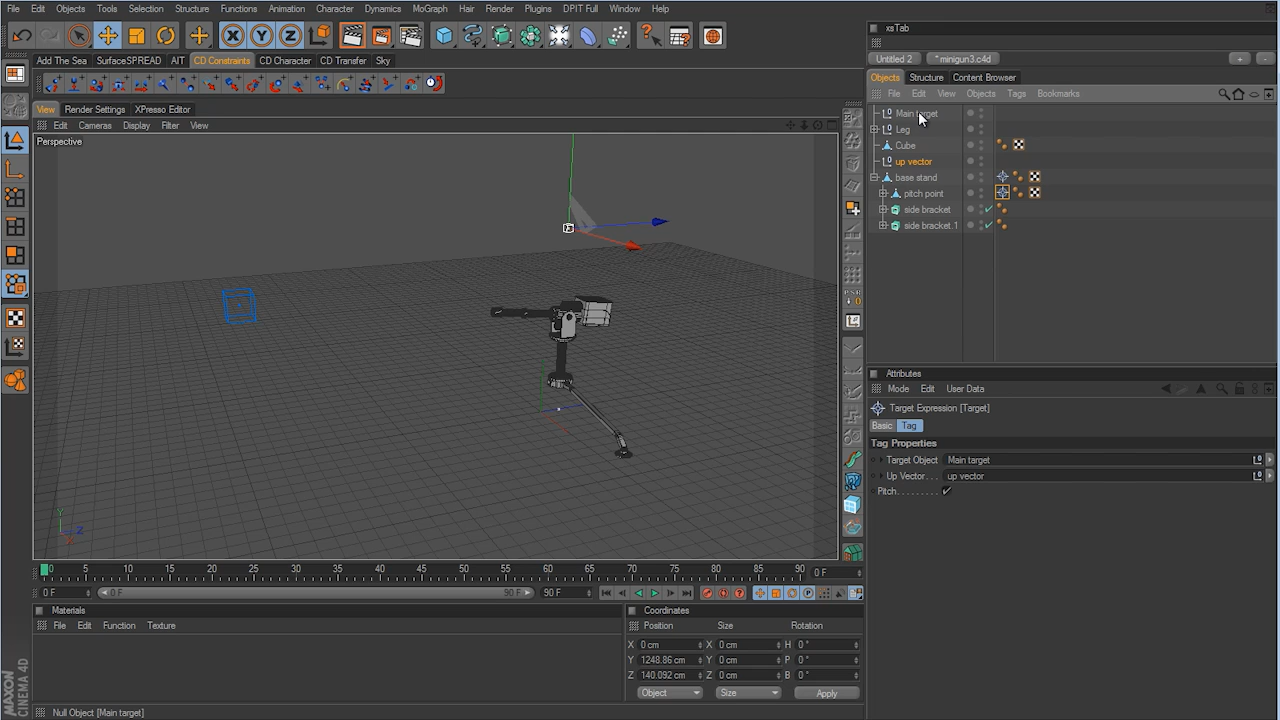 File Edit Objects Tools Selection Structure Functions Animation Character Dynamics MoGraph Hair Render Plugins DPIT Full Window Help
xsTab
Untitled 2 * minigun3.c4d + -
Add The Sea SurfaceSPREAD AIT CD Constraints CD Character CD Transfer Sky
Objects Structure Content Browser
File Edit View Objects Tags Bookmarks
View Render Settings XPresso Editor
Edit Cameras Display Filter View
Perspective
Main target
Leg
Cube
up vector
base stand
pitch point
side bracket
side bracket.1
PSR
0
Attributes
Mode Edit User Data
Target Expression [Target]
Basic Tag
Tag Properties
Target Object Main target
Up Vector . . . up vector
Pitch . . . . . . . . .
Y
Z
X
0 5 10 15 20 25 30 35 40 45 50 55 60 65 70 75 80 85 90 0 F
0 F 0 F 90 F 90 F
Materials
File Edit Function Texture
Coordinates
Position Size Rotation
X 0 cm X 0 cm H 0 °
Y 1248.86 cm Y 0 cm P 0 °
Z 140.092 cm Z 0 cm B 0 °
Object Size Apply
MAXON
CINEMA 4D
Null Object [Main target]